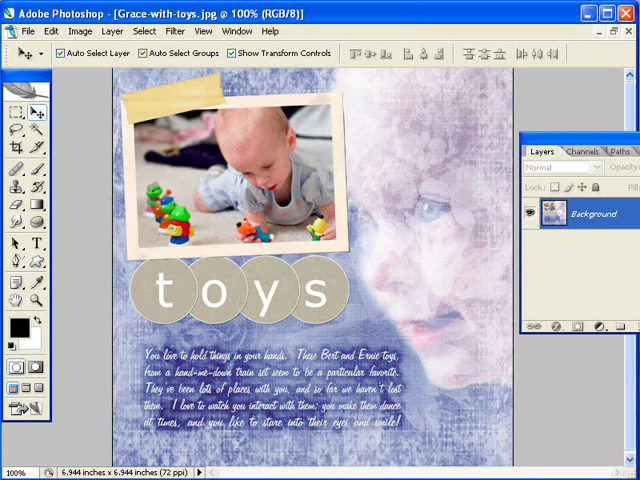 Adobe Photoshop - [Grace-with-toys.jpg @ 100% (RGB/8)]
File Edit Image Layer Select Filter View Window Help
Auto Select Layer Auto Select Groups Show Transform Controls
Layers Channels Paths
Normal Opacity:
Lock: Fill:
Background
T
toys
You love to hold things in your hands. These Bert and Ernie toys,
from a hand-me-down train set seem to be a particular favorite.
They've been lots of places with you, and so far we haven't lost
them. I love to watch you interact with them; you make them dance
at times, and you like to stare into their eyes and smile!
100% 6.944 inches x 6.944 inches (72 ppi)